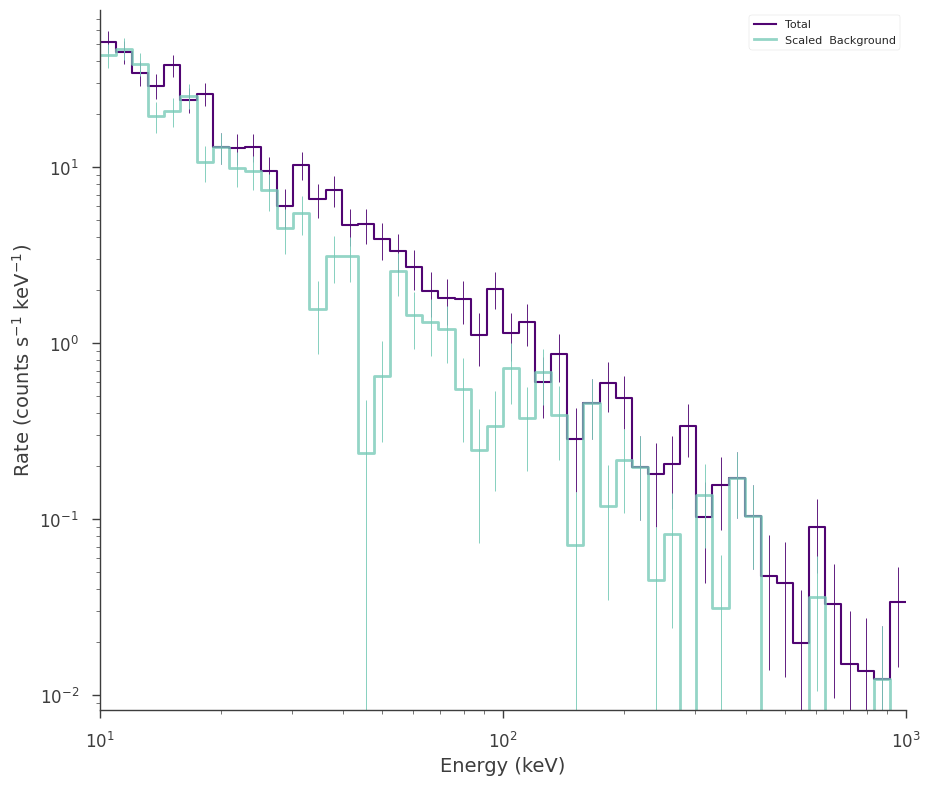 Total
Scaled  Background
10¹
10⁰
10⁻¹
10⁻²
Rate (counts s⁻¹ keV⁻¹)
10¹
10²
10³
Energy (keV)